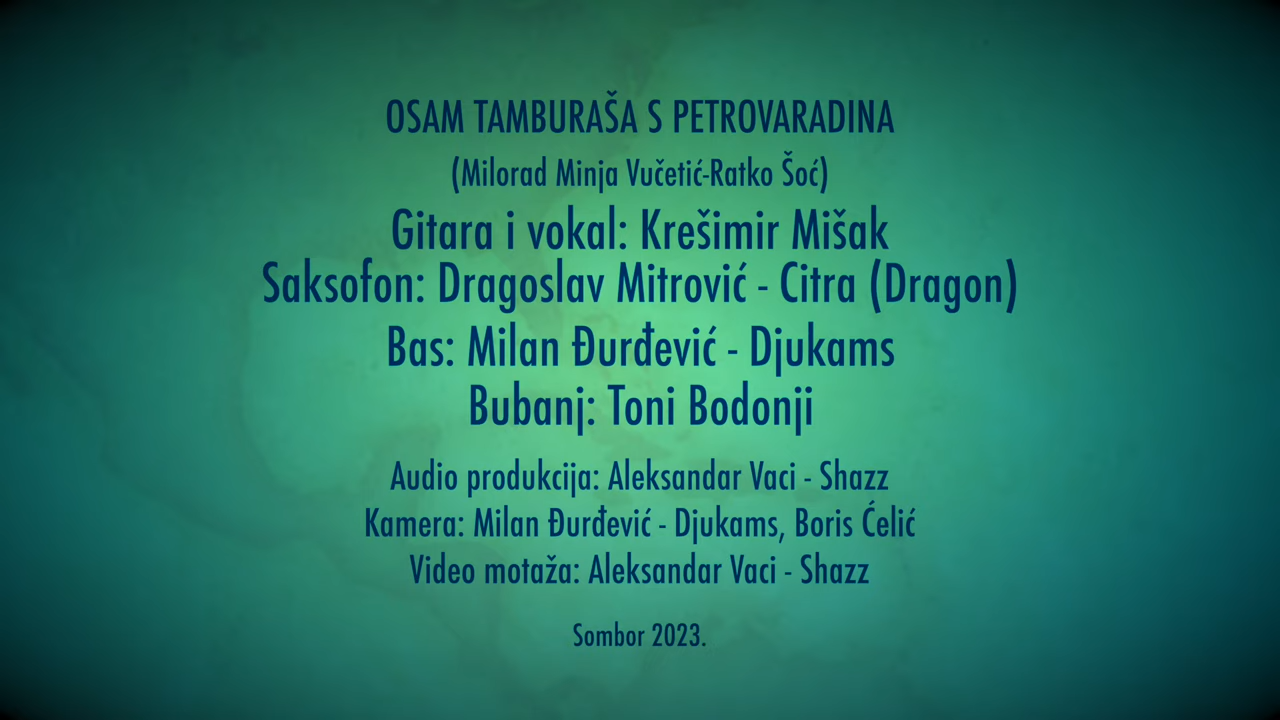 OSAM TAMBURAŠA S PETROVARADINA
(Milorad Minja Vučetić-Ratko Šoć)
Gitara i vokal: Krešimir Mišak
Saksofon: Dragoslav Mitrović - Citra (Dragon)
Bas: Milan Đurđević - Djukams
Bubanj: Toni Bodonji
Audio produkcija: Aleksandar Vaci - Shazz
Kamera: Milan Đurđević - Djukams, Boris Ćelić
Video motaža: Aleksandar Vaci - Shazz
Sombor 2023.